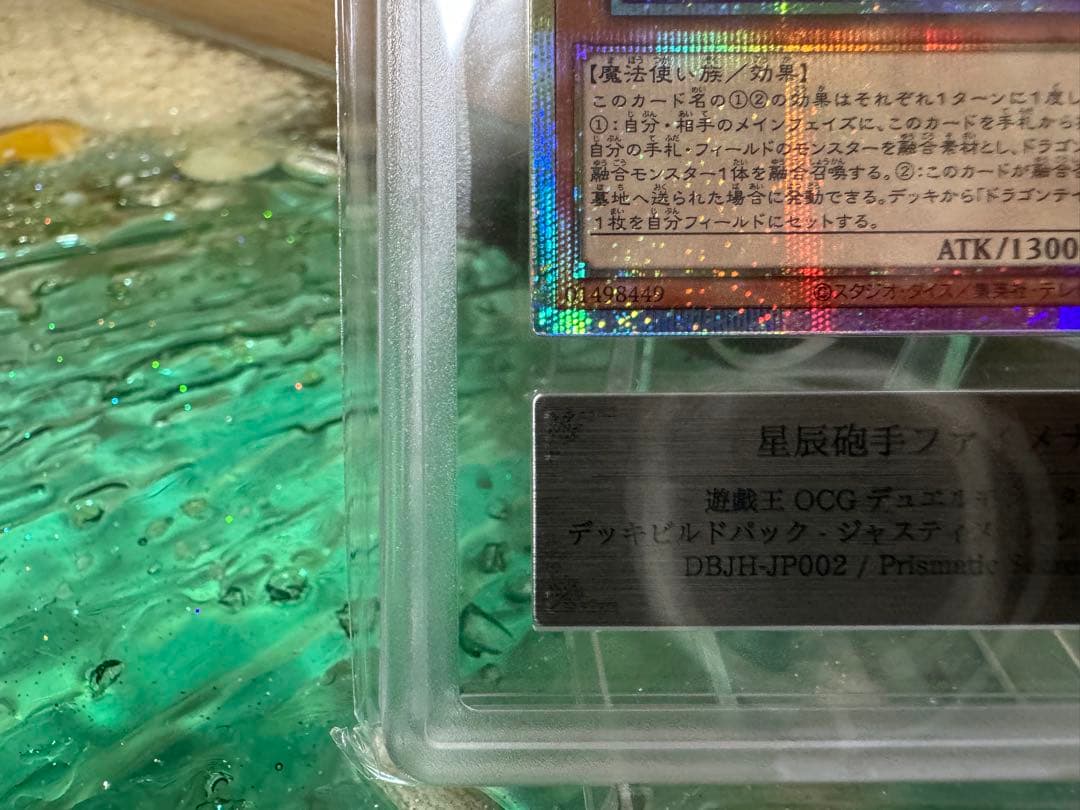 【魔法使い族／効果】
このカード名の①②の効果はそれぞれ1ターンに1度し
①：自分・相手のメインフェイズに、このカードを手札から
自分の手札・フィールドのモンスターを融合素材とし、ドラゴン
融合モンスター1体を融合召喚する。②：このカードが融合
墓地へ送られた場合に発動できる。デッキから「ドラゴンテ
1枚を自分フィールドにセットする。
ATK/1300
01498449 ©スタジオ・ダイス／集英社・テレ
星辰砲手ファイメナ
遊戯王 OCG デュエル
デッキビルドパック - ジャスティ
DBJH-JP002 / Prismatic